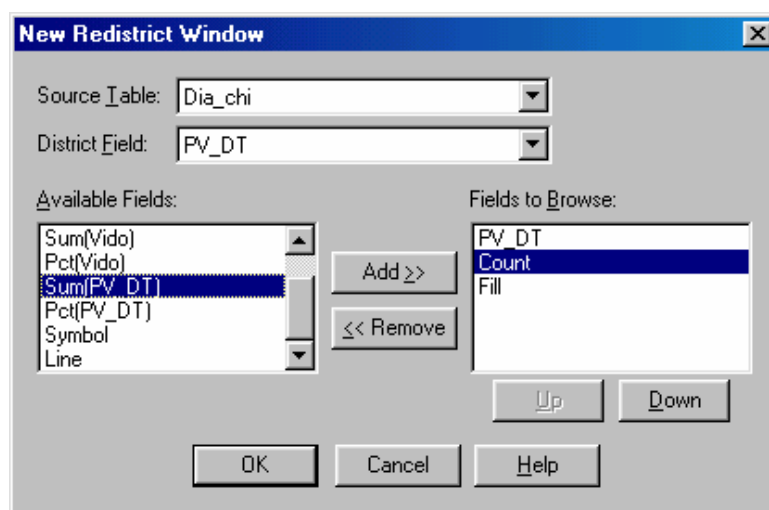 New Redistrict Window
Source Table: Dia_chi
District Field: PV_DT
Available Fields:
Sum(Vido)
Pct(Vido)
Sum(PV_DT)
Pct(PV_DT)
Symbol
Line
Add >>
<< Remove
Fields to Browse:
PV_DT
Count
Fill
Up Down
OK Cancel Help